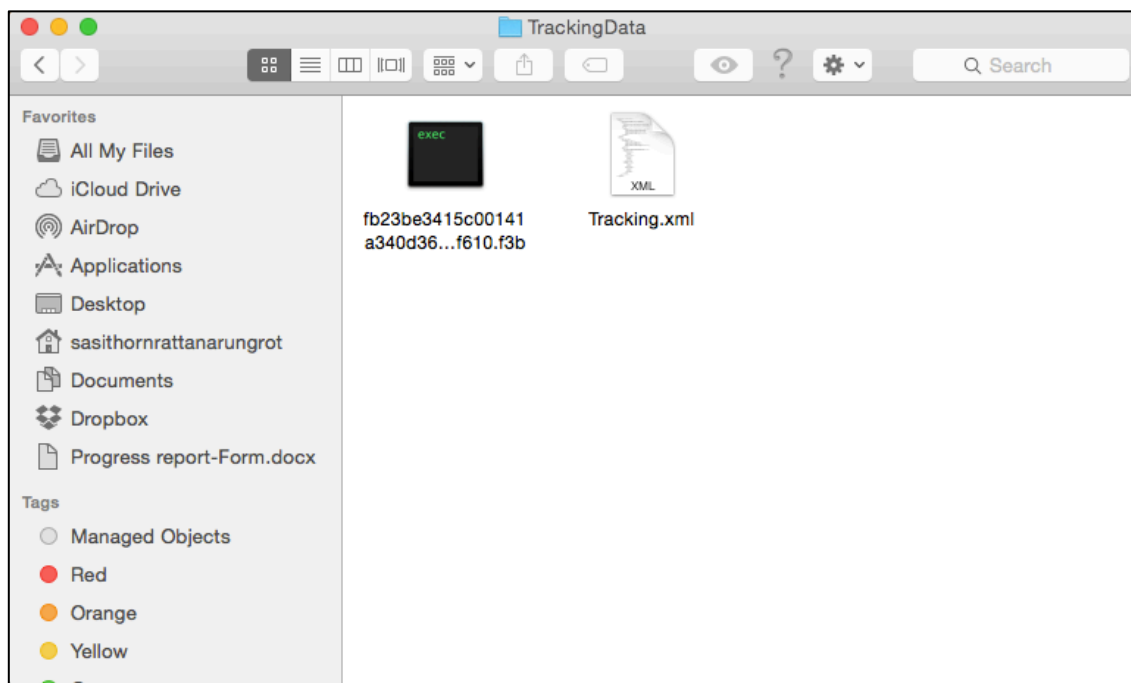 TrackingData
Search
Favorites
All My Files
iCloud Drive
AirDrop
Applications
Desktop
sasithornrattanarungrot
Documents
Dropbox
Progress report-Form.docx
Tags
Managed Objects
Red
Orange
Yellow
exec
fb23be3415c00141
a340d36...f610.f3b
XML
Tracking.xml